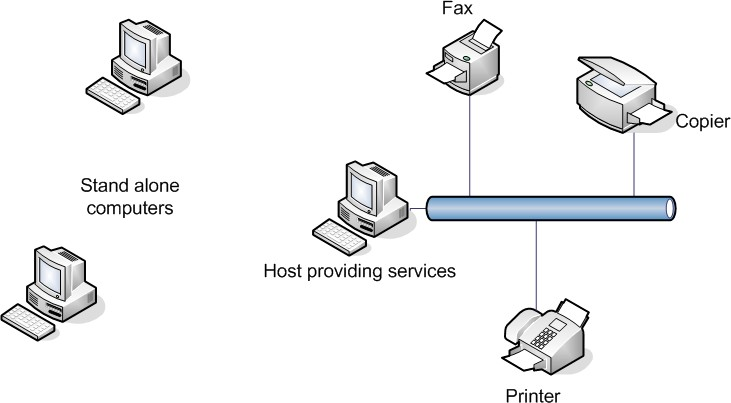 Fax
Copier
Stand alone
computers
Host providing services
Printer